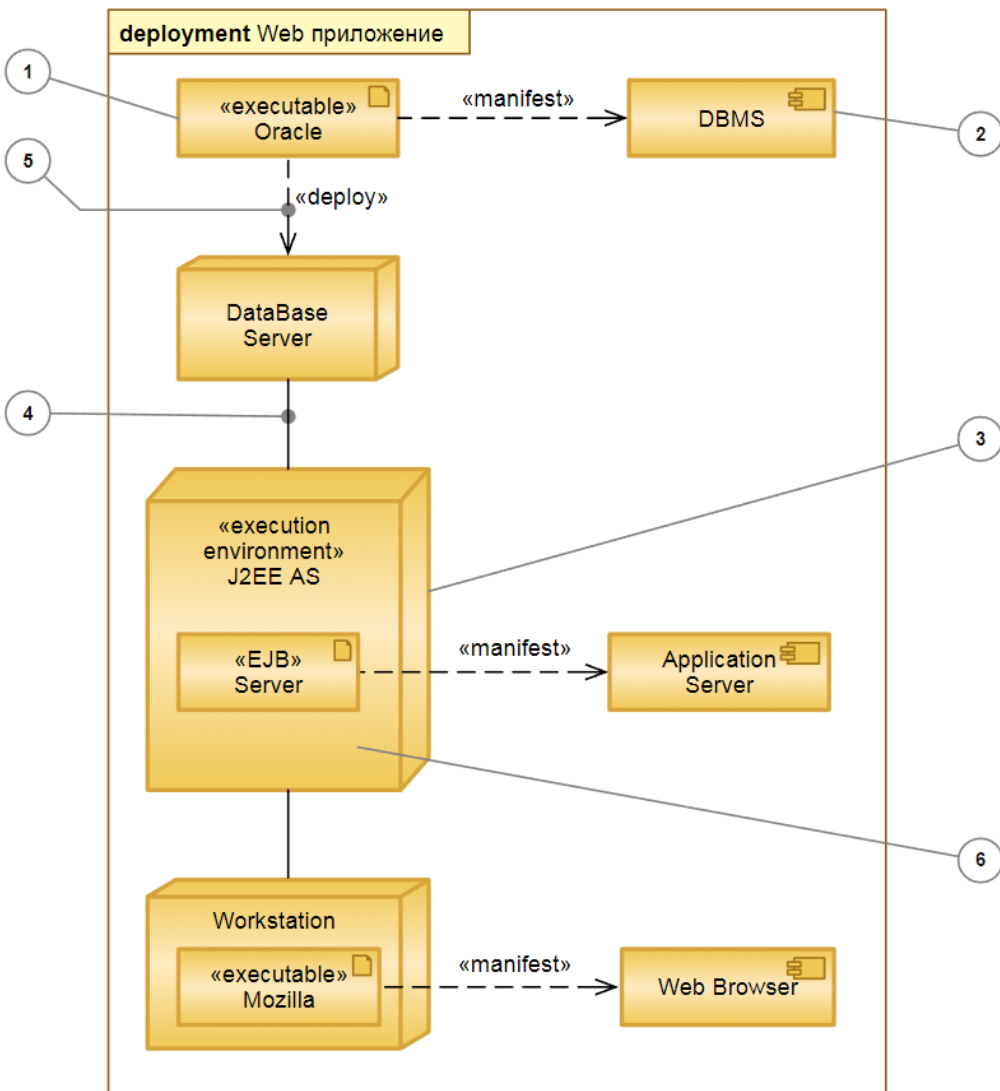 deployment Web приложение
1
«executable»
Oracle
«manifest»
DBMS
2
5
«deploy»
DataBase
Server
4
3
«execution
environment»
J2EE AS
«EJB»
Server
«manifest»
Application
Server
6
Workstation
«executable»
Mozilla
«manifest»
Web Browser